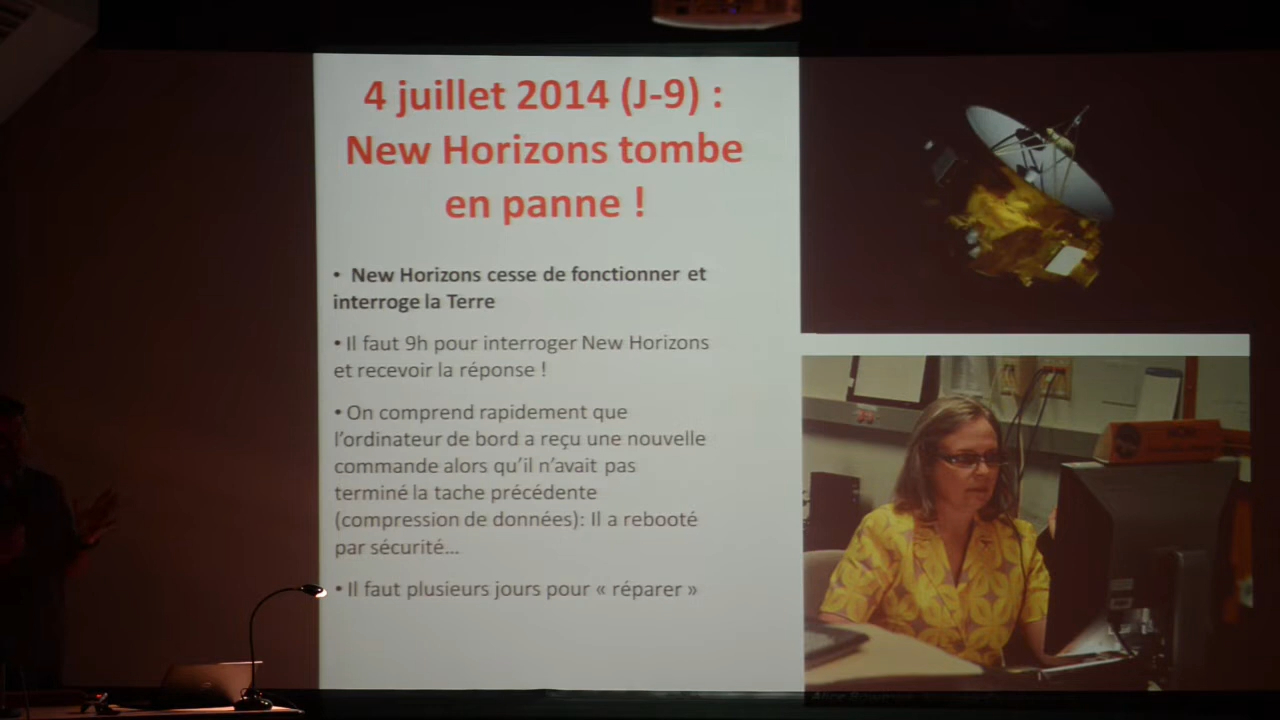 4 juillet 2014 (J-9) :
New Horizons tombe
en panne !
• New Horizons cesse de fonctionner et
interroge la Terre
• Il faut 9h pour interroger New Horizons
et recevoir la réponse !
• On comprend rapidement que
l'ordinateur de bord a reçu une nouvelle
commande alors qu'il n'avait pas
terminé la tache précédente
(compression de données): Il a rebooté
par sécurité...
• Il faut plusieurs jours pour « réparer »